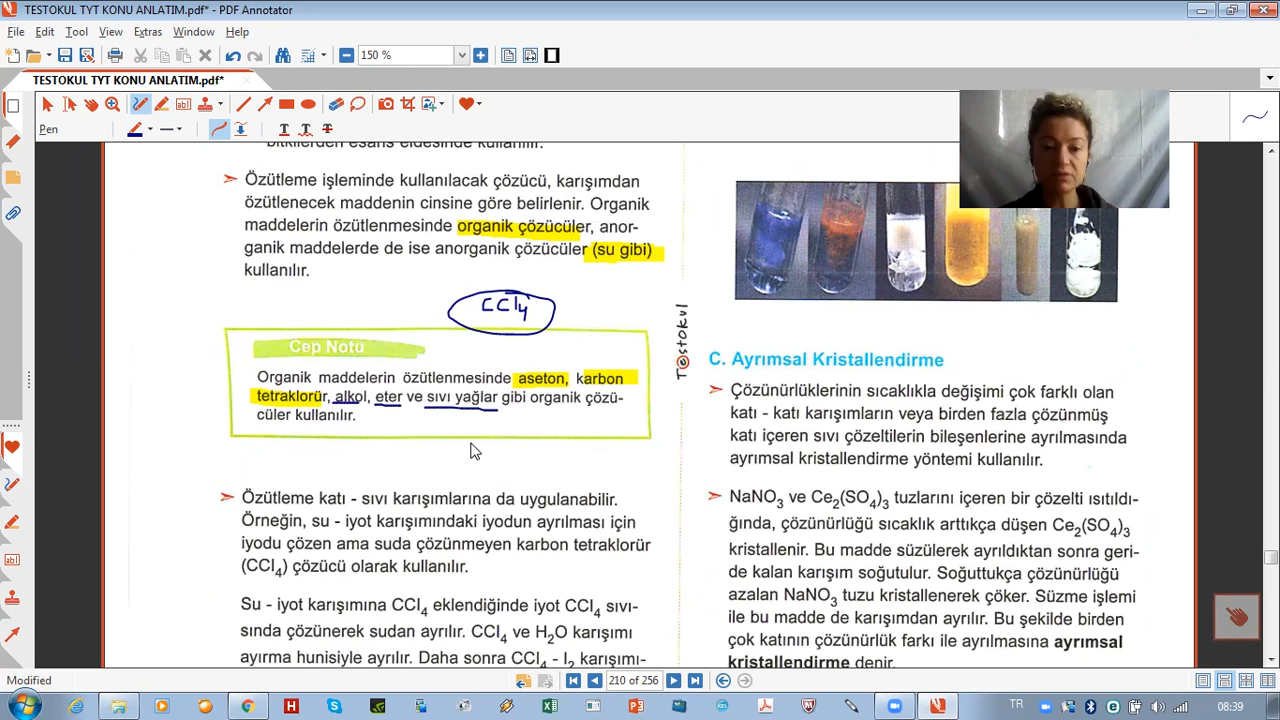 TESTOKUL TYT KONU ANLATIM.pdf* - PDF Annotator
File Edit Tool View Extras Window Help
150 %
TESTOKUL TYT KONU ANLATIM.pdf*
Pen
bitkilerden esans eldesinde kullanılır.
➢ Özütleme işleminde kullanılacak çözücü, karışımdan
özütlenecek maddenin cinsine göre belirlenir. Organik
maddelerin özütlenmesinde organik çözücüler, anor-
ganik maddelerde de ise anorganik çözücüler (su gibi)
kullanılır.
CCl4
Cep Notu
Organik maddelerin özütlenmesinde aseton, karbon
tetraklorür, alkol, eter ve sıvı yağlar gibi organik çözü-
cüler kullanılır.
➢ Özütleme katı - sıvı karışımlarına da uygulanabilir.
Örneğin, su - iyot karışımındaki iyodun ayrılması için
iyodu çözen ama suda çözünmeyen karbon tetraklorür
(CCl4) çözücü olarak kullanılır.
Su - iyot karışımına CCl4 eklendiğinde iyot CCl4 sıvı-
sında çözünerek sudan ayrılır. CCl4 ve H2O karışımı
ayırma hunisiyle ayrılır. Daha sonra CCl4 - I2 karışımı-
Testokul
C. Ayrımsal Kristallendirme
➢ Çözünürlüklerinin sıcaklıkla değişimi çok farklı olan
katı - katı karışımların veya birden fazla çözünmüş
katı içeren sıvı çözeltilerin bileşenlerine ayrılmasında
ayrımsal kristallendirme yöntemi kullanılır.
➢ NaNO3 ve Ce2(SO4)3 tuzlarını içeren bir çözelti ısıtıldı-
ğında, çözünürlüğü sıcaklık arttıkça düşen Ce2(SO4)3
kristallenir. Bu madde süzülerek ayrıldıktan sonra geri-
de kalan karışım soğutulur. Soğuttukça çözünürlüğü
azalan NaNO3 tuzu kristallenerek çöker. Süzme işlemi
ile bu madde de karışımdan ayrılır. Bu şekilde birden
çok katının çözünürlük farkı ile ayrılmasına ayrımsal
kristallendirme denir.
Modified
210 of 256
TR
08:39